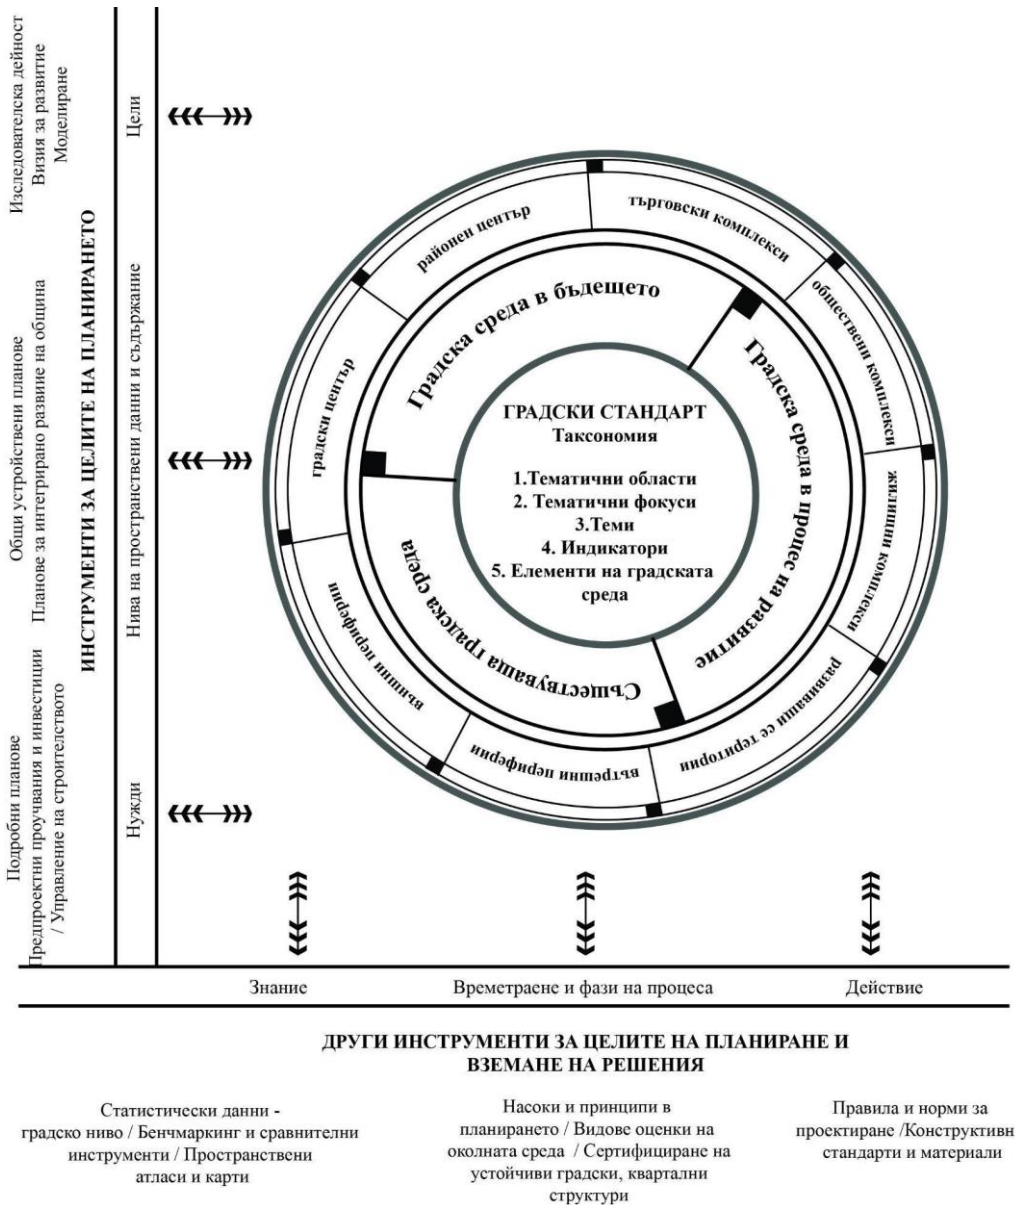 Изследователска дейност
Визия за развитие
Моделиране
Общи устройствени планове
Планове за интегрирано развиие на община
Подробни планове
Предпроектни проучвания и инвестиции
/ Управление на строителството
ИНСТРУМЕНТИ ЗА ЦЕЛИТЕ НА ПЛАНИРАНЕТО
Цели
Нива на пространствени данни и съдържание
Нужди
районен център
търговски комплекси
обществени комплекси
жилищни комплекси
развиващи се територии
вътрешни периферии
външни периферии
градски център
Градска среда в бъдещето
Градска среда в процес на развитие
Съществуваща градска среда
ГРАДСКИ СТАНДАРТ
Таксономия
1.Тематични области
2. Тематични фокуси
3.Теми
4. Индикатори
5. Елементи на градската
среда
Знание
Времетраене и фази на процеса
Действие
ДРУГИ ИНСТРУМЕНТИ ЗА ЦЕЛИТЕ НА ПЛАНИРАНЕ И
ВЗЕМАНЕ НА РЕШЕНИЯ
Статистически данни -
градско ниво / Бенчмаркинг и сравнителни
инструменти / Пространствени
атласи и карти
Насоки и принципи в
планирането / Видове оценки на
околната среда / Сертифициране на
устойчиви градски, квартални
структури
Правила и норми за
проектиране /Конструктивн
стандарти и материали